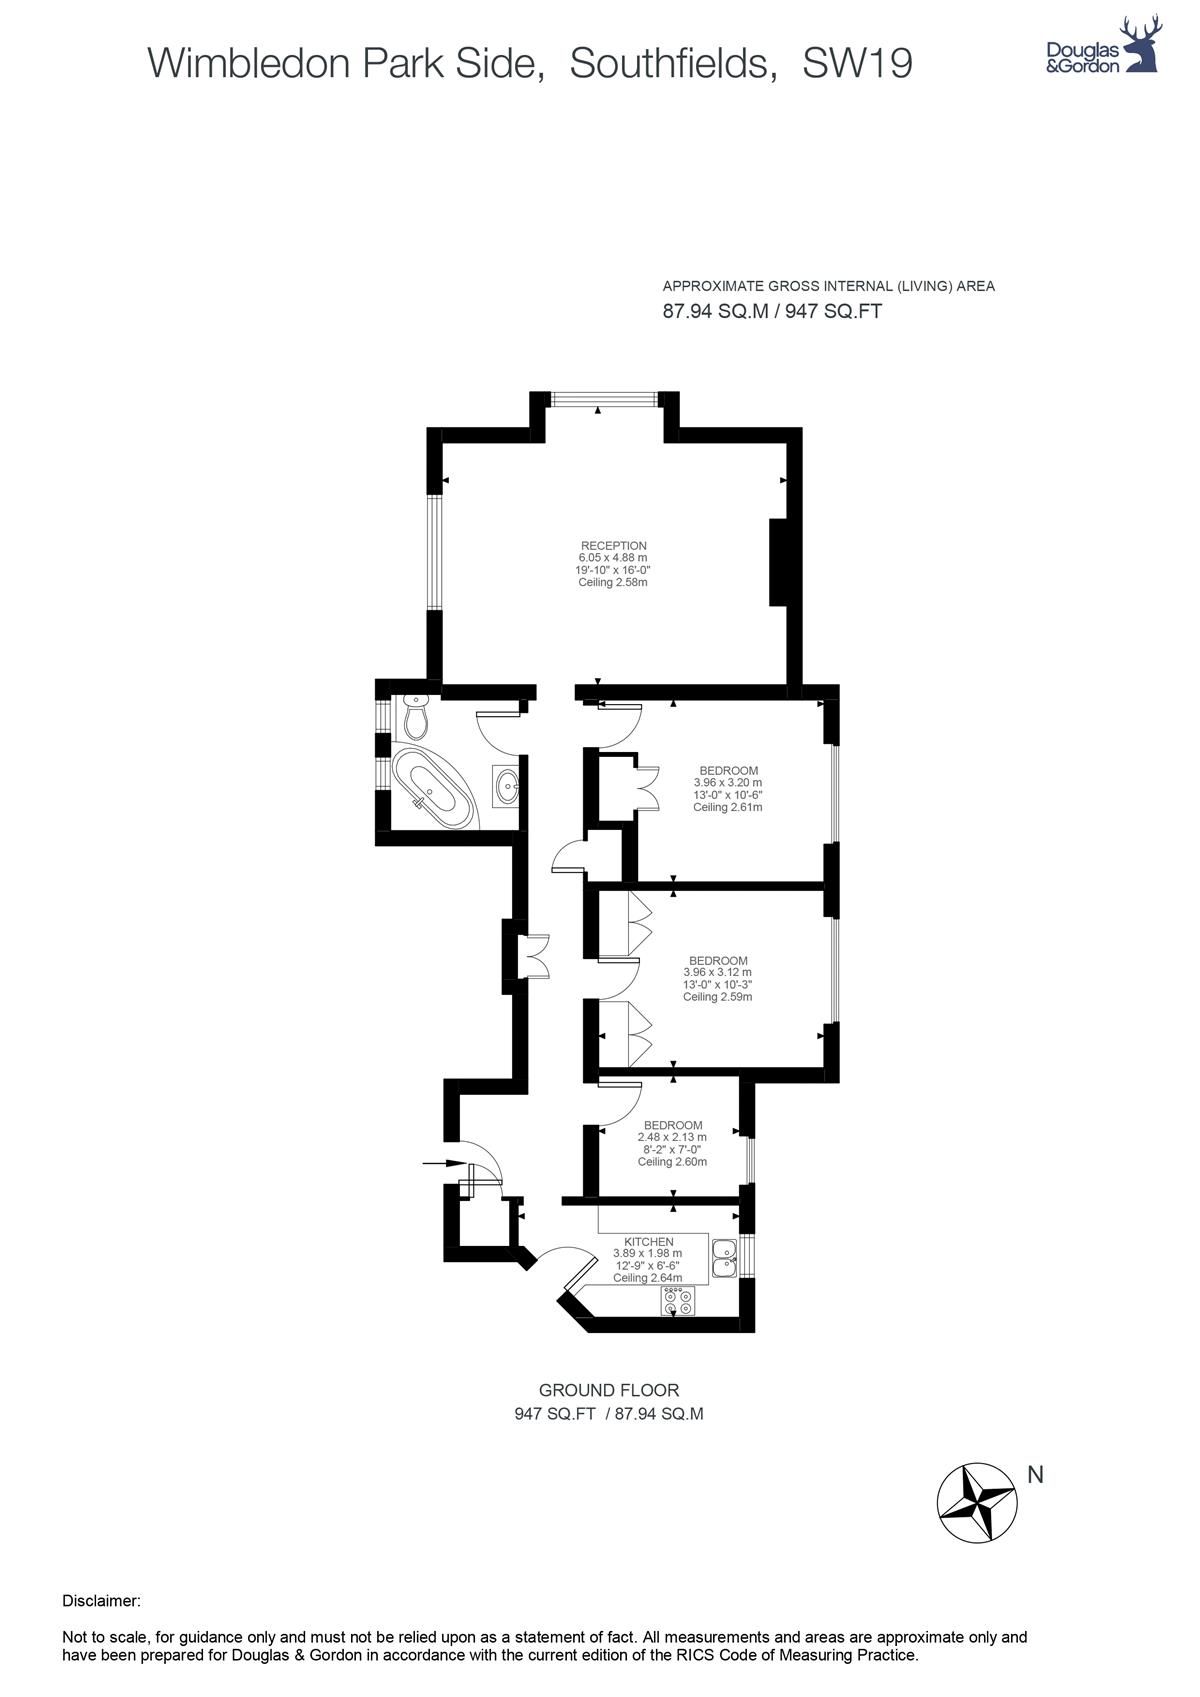 Wimbledon Park Side, Southfields, SW19
Douglas
&Gordon
APPROXIMATE GROSS INTERNAL (LIVING) AREA
87.94 SQ.M / 947 SQ.FT
RECEPTION
6.05 x 4.88 m
19'-10" x 16'-0"
Ceiling 2.58m
BEDROOM
3.96 x 3.20 m
13'-0" x 10'-6"
Ceiling 2.61m
BEDROOM
3.96 x 3.12 m
13'-0" x 10'-3"
Ceiling 2.59m
BEDROOM
2.48 x 2.13 m
8'-2" x 7'-0"
Ceiling 2.60m
KITCHEN
3.89 x 1.98 m
12'-9" x 6'-6"
Ceiling 2.64m
GROUND FLOOR
947 SQ.FT / 87.94 SQ.M
N
Disclaimer:
Not to scale, for guidance only and must not be relied upon as a statement of fact. All measurements and areas are approximate only and
have been prepared for Douglas & Gordon in accordance with the current edition of the RICS Code of Measuring Practice.